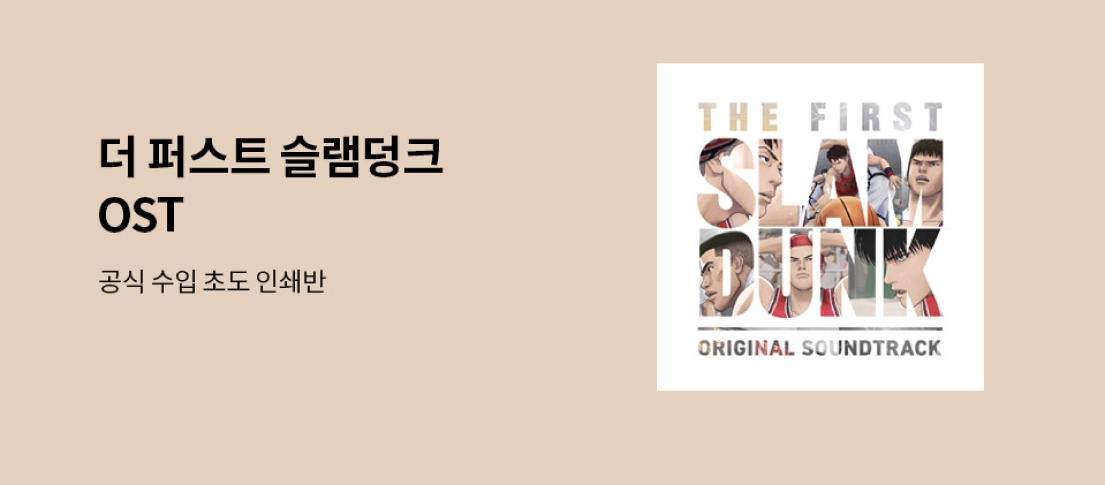 더 퍼스트 슬램덩크
OST
공식 수입 초도 인쇄반
THE FIRST
SLAM
DUNK
ORIGINAL SOUNDTRACK